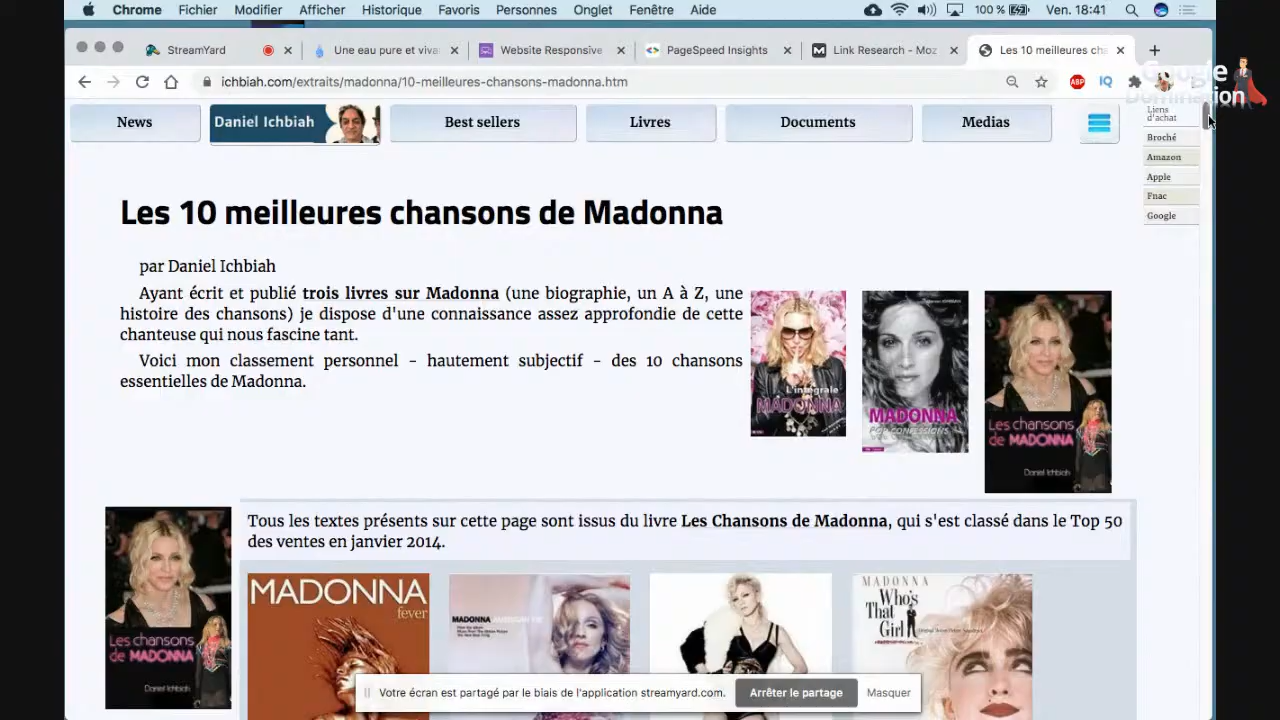 Chrome Fichier Modifier Afficher Historique Favoris Personnes Onglet Fenêtre Aide 100 % Ven. 18:41
StreamYard Une eau pure et viva Website Responsive PageSpeed Insights Link Research - Moz Les 10 meilleures cha
ichbiah.com/extraits/madonna/10-meilleures-chansons-madonna.htm ABP IQ
Google
Domination
News Daniel Ichbiah Best sellers Livres Documents Medias
Liens
d'achat
Broché
Amazon
Apple
Fnac
Google
Les 10 meilleures chansons de Madonna
par Daniel Ichbiah
Ayant écrit et publié trois livres sur Madonna (une biographie, un A à Z, une
histoire des chansons) je dispose d'une connaissance assez approfondie de cette
chanteuse qui nous fascine tant.
Voici mon classement personnel - hautement subjectif - des 10 chansons
essentielles de Madonna.
L'intégrale
MADONNA
MADONNA
POP CONFESSIONS
Les chansons
de MADONNA
Daniel Ichbiah
Les chansons
de MADONNA
Daniel Ichbiah
Tous les textes présents sur cette page sont issus du livre Les Chansons de Madonna, qui s'est classé dans le Top 50
des ventes en janvier 2014.
MADONNA
fever
MADONNA
MADONNA
WHO'S
THAT
GIRL
Votre écran est partagé par le biais de l'application streamyard.com. Arrêter le partage Masquer